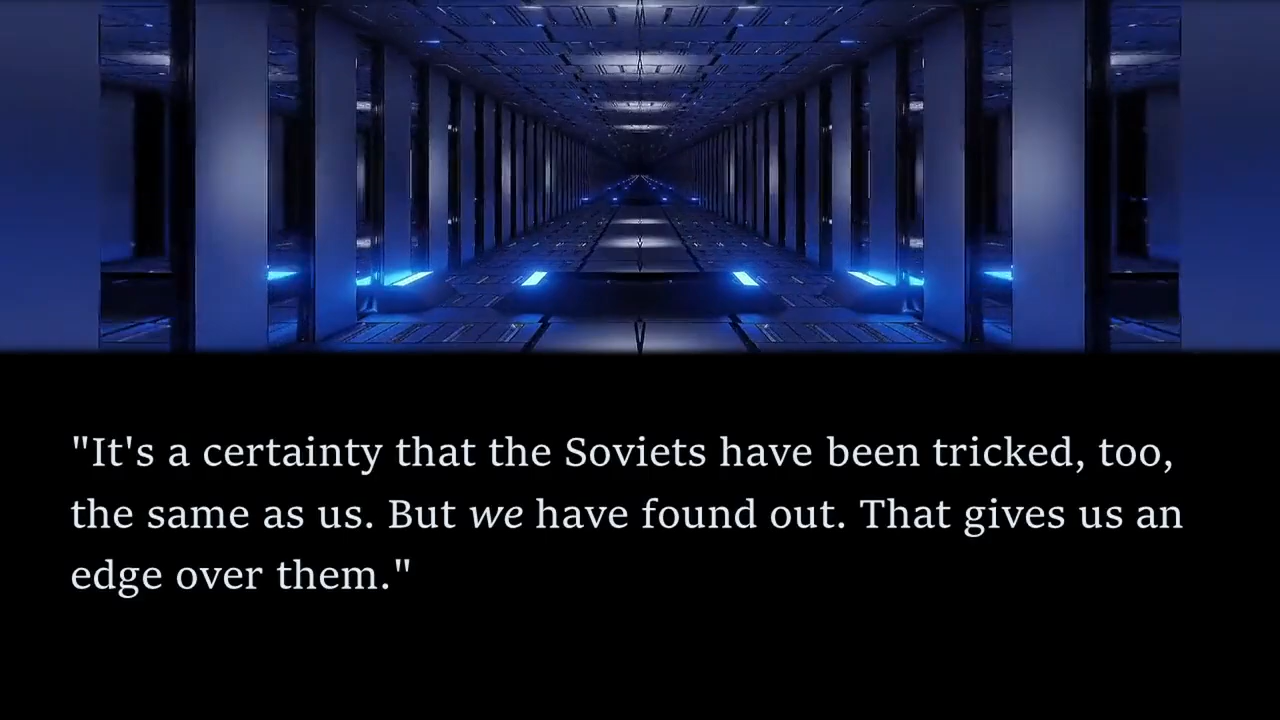 "It's a certainty that the Soviets have been tricked, too,
the same as us. But we have found out. That gives us an
edge over them."